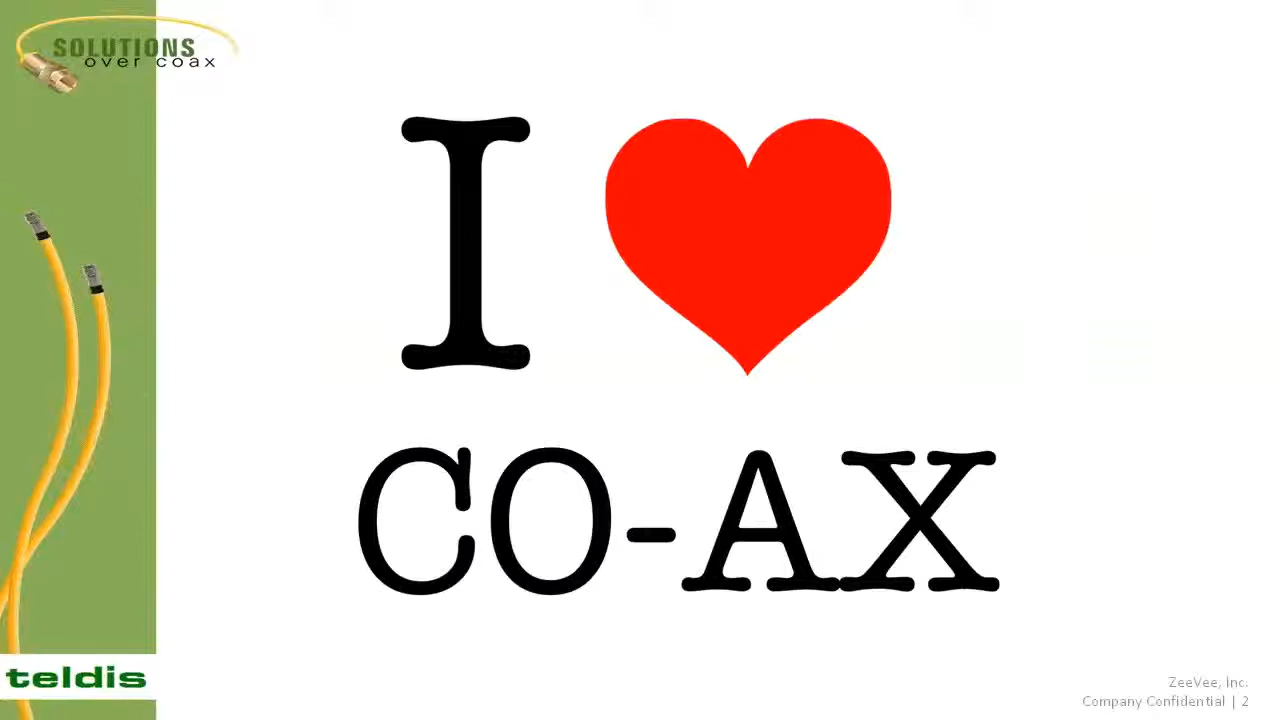 SOLUTIONS
over coax
I
CO-AX
teldis
ZeeVee, Inc.
Company Confidential | 2